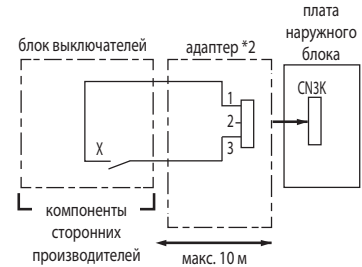 плата
наружного
блока
блок выключателей
адаптер *2
CN3K
1
2
3
X
компоненты
сторонних
производителей
макс. 10 м